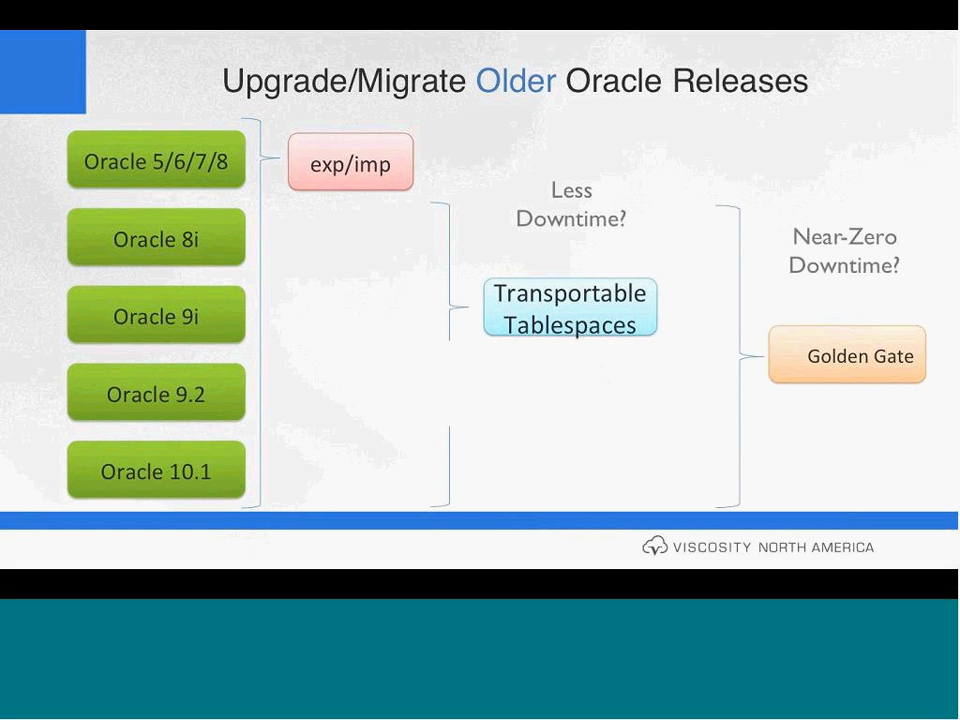 Upgrade/Migrate Older Oracle Releases
Oracle 5/6/7/8
exp/imp
Less
Downtime?
Oracle 8i
Near-Zero
Downtime?
Transportable
Tablespaces
Oracle 9i
Golden Gate
Oracle 9.2
Oracle 10.1
VISCOSITY NORTH AMERICA